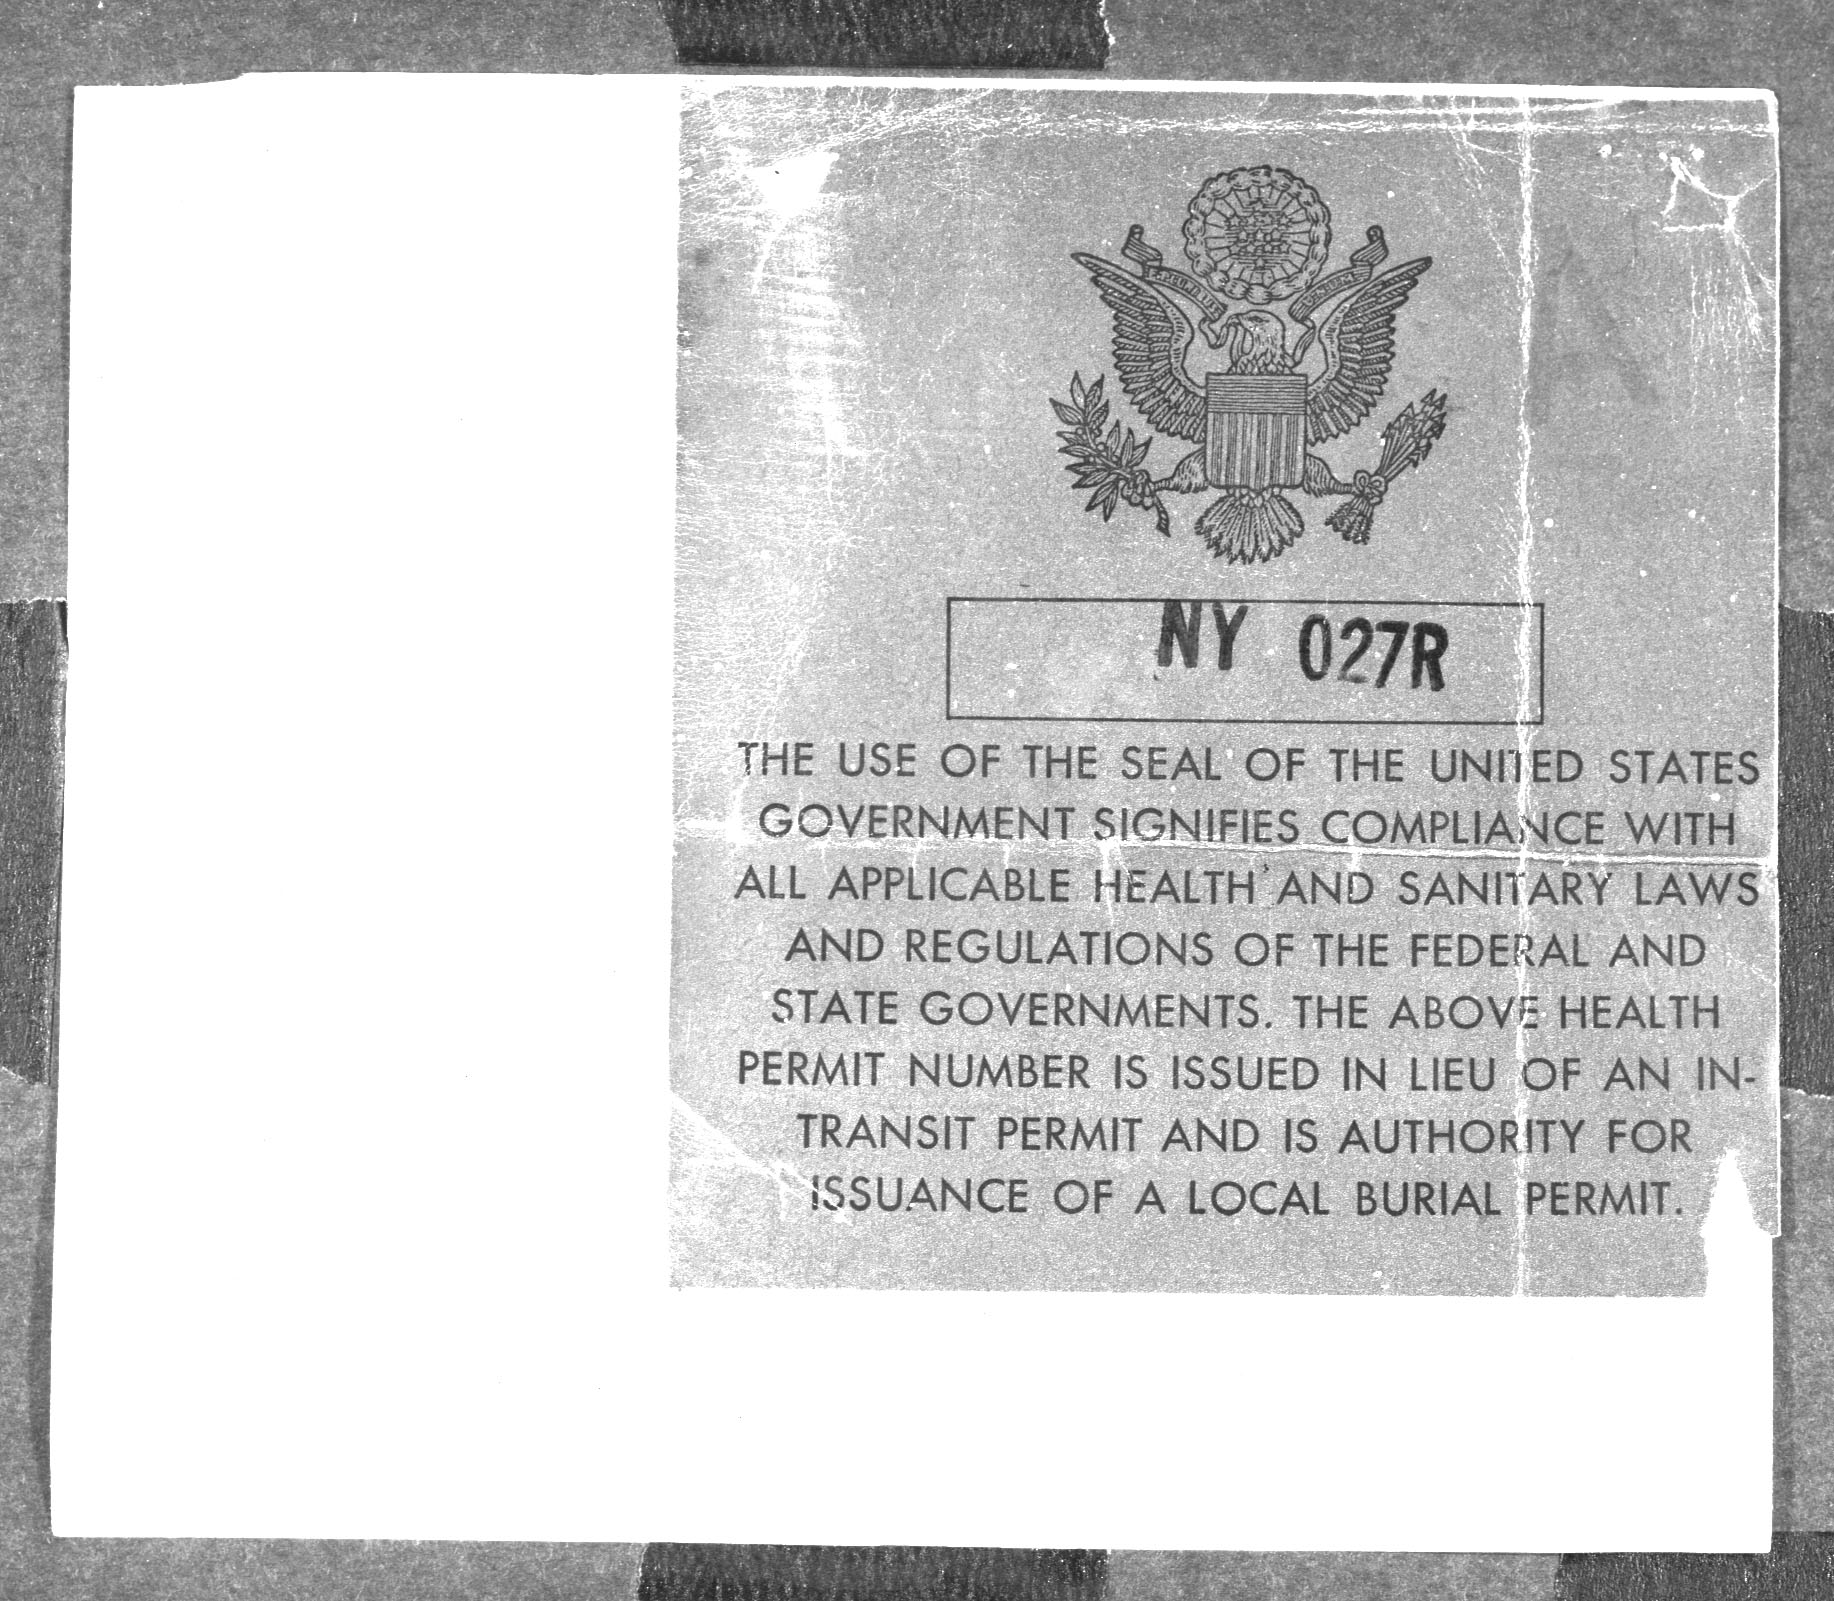 NY 027R
THE USE OF THE SEAL OF THE UNITED STATES
GOVERNMENT SIGNIFIES COMPLIANCE WITH
ALL APPLICABLE HEALTH AND SANITARY LAWS
AND REGULATIONS OF THE FEDERAL AND
STATE GOVERNMENTS. THE ABOVE HEALTH
PERMIT NUMBER IS ISSUED IN LIEU OF AN IN-
TRANSIT PERMIT AND IS AUTHORITY FOR
ISSUANCE OF A LOCAL BURIAL PERMIT.